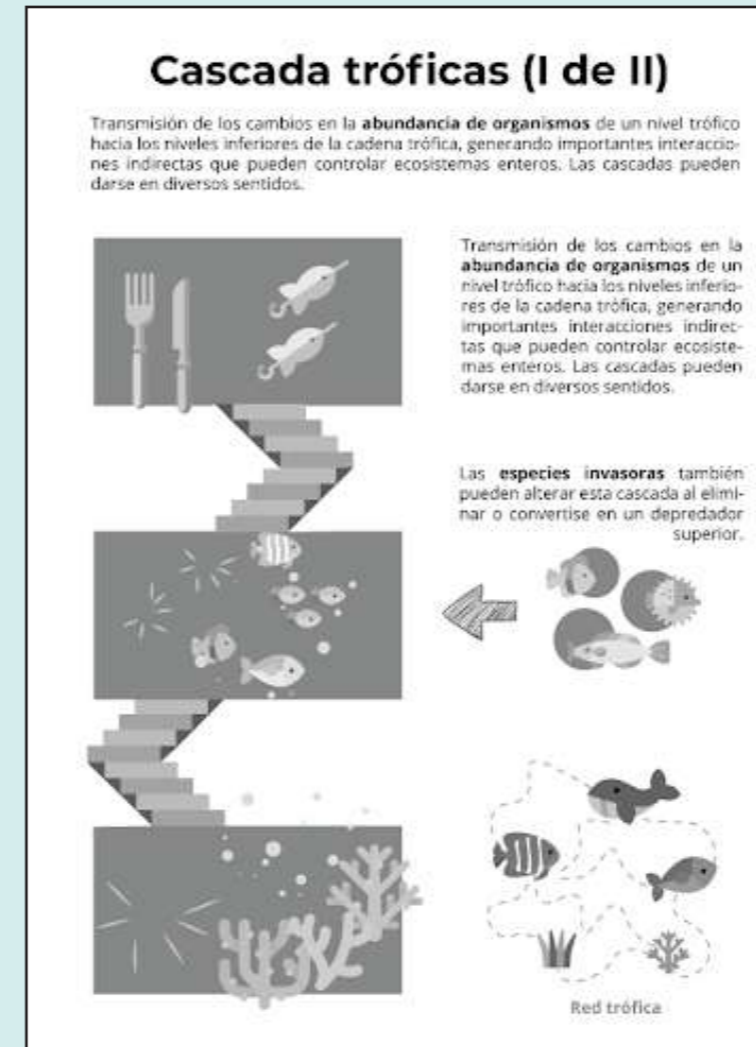 Cascada tróficas (I de II)
Transmisión de los cambios en la abundancia de organismos de un nivel trófico
hacia los niveles inferiores de la cadena trófica, generando importantes interaccio-
nes indirectas que pueden controlar ecosistemas enteros. Las cascadas pueden
darse en diversos sentidos.
Transmisión de los cambios en la
abundancia de organismos de un
nivel trófico hacia los niveles inferio-
res de la cadena trófica, generando
importantes interacciones indirec-
tas que pueden controlar ecosiste-
mas enteros. Las cascadas pueden
darse en diversos sentidos.
Las especies invasoras también
pueden alterar esta cascada al elimi-
nar o convertise en un depredador
superior.
Red trófica